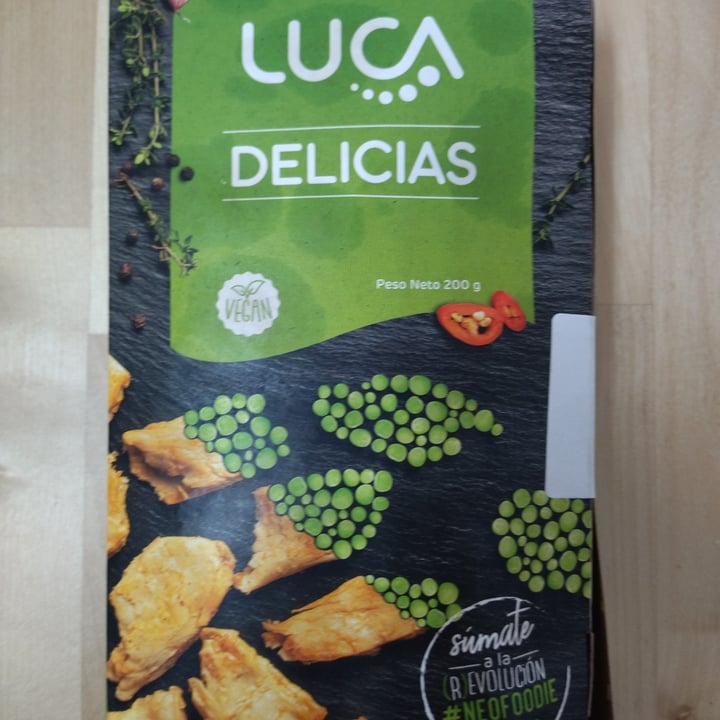 LUCA
DELICIAS
Peso Neto 200 g
VEGAN
súmate
a la
(R)EVOLUCIÓN
#NEOFOODIE